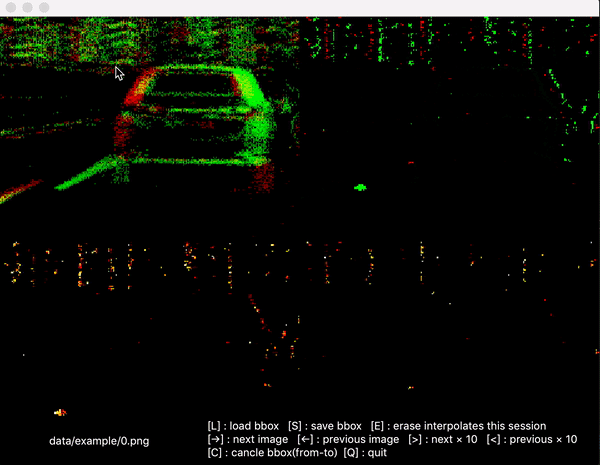 [L] : load bbox [S] : save bbox [E] : erase interpolates this session
data/example/0.png
[→] : next image [←] : previous image [>] : next × 10 [<] : previous × 10
[C] : cancle bbox(from-to) [Q] : quit